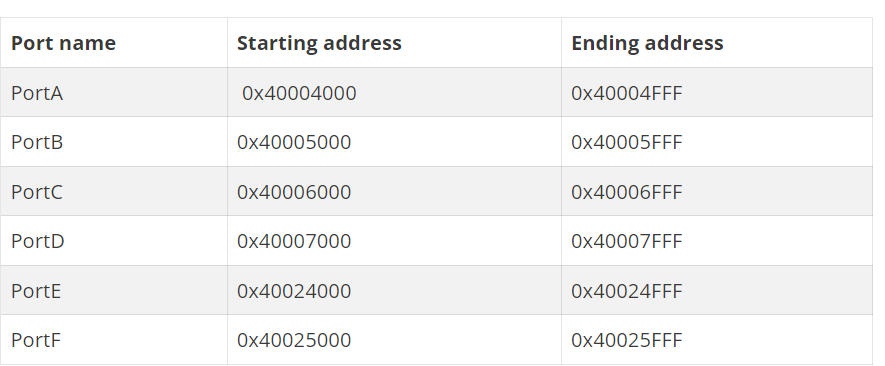 Port name Starting address Ending address
PortA 0x40004000 0x40004FFF
PortB 0x40005000 0x40005FFF
PortC 0x40006000 0x40006FFF
PortD 0x40007000 0x40007FFF
PortE 0x40024000 0x40024FFF
PortF 0x40025000 0x40025FFF